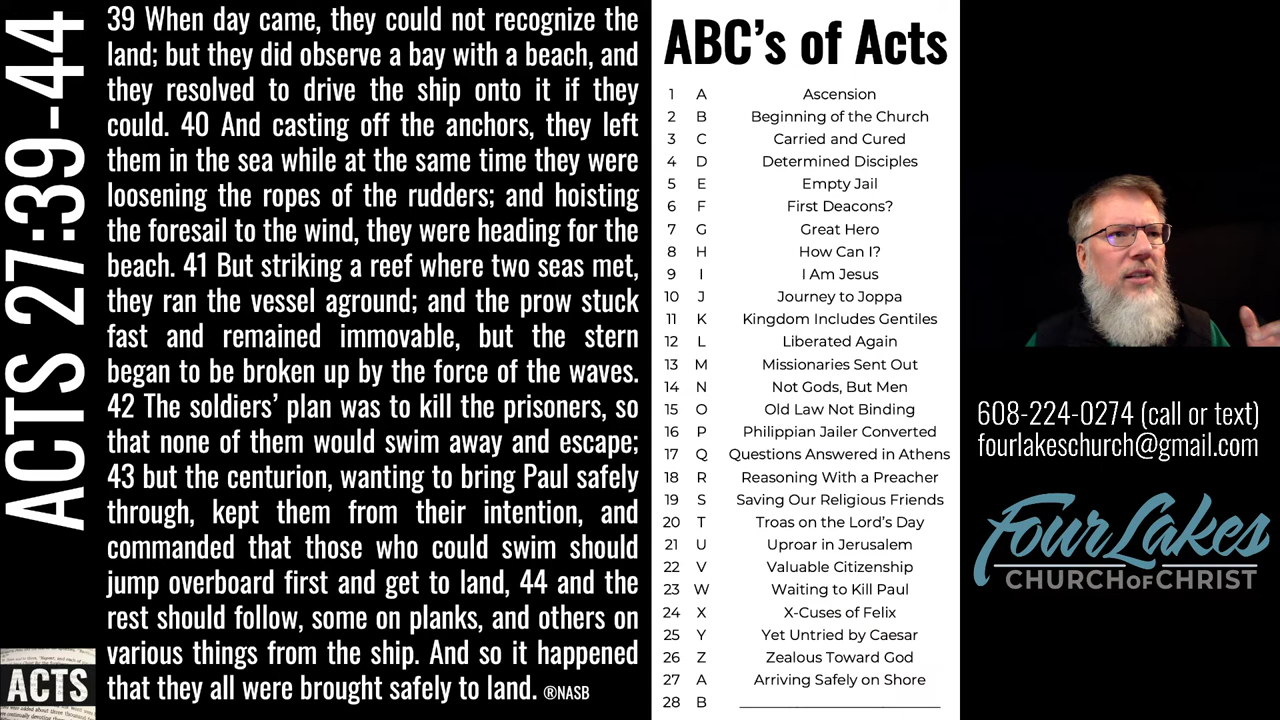 ACTS 27:39-44
39 When day came, they could not recognize the
land; but they did observe a bay with a beach, and
they resolved to drive the ship onto it if they
could. 40 And casting off the anchors, they left
them in the sea while at the same time they were
loosening the ropes of the rudders; and hoisting
the foresail to the wind, they were heading for the
beach. 41 But striking a reef where two seas met,
they ran the vessel aground; and the prow stuck
fast and remained immovable, but the stern
began to be broken up by the force of the waves.
42 The soldiers’ plan was to kill the prisoners, so
that none of them would swim away and escape;
43 but the centurion, wanting to bring Paul safely
through, kept them from their intention, and
commanded that those who could swim should
jump overboard first and get to land, 44 and the
rest should follow, some on planks, and others on
various things from the ship. And so it happened
that they all were brought safely to land. ®NASB
ACTS
ABC’s of Acts
1 A Ascension
2 B Beginning of the Church
3 C Carried and Cured
4 D Determined Disciples
5 E Empty Jail
6 F First Deacons?
7 G Great Hero
8 H How Can I?
9 I I Am Jesus
10 J Journey to Joppa
11 K Kingdom Includes Gentiles
12 L Liberated Again
13 M Missionaries Sent Out
14 N Not Gods, But Men
15 O Old Law Not Binding
16 P Philippian Jailer Converted
17 Q Questions Answered in Athens
18 R Reasoning With a Preacher
19 S Saving Our Religious Friends
20 T Troas on the Lord’s Day
21 U Uproar in Jerusalem
22 V Valuable Citizenship
23 W Waiting to Kill Paul
24 X X-Cuses of Felix
25 Y Yet Untried by Caesar
26 Z Zealous Toward God
27 A Arriving Safely on Shore
28 B
608-224-0274 (call or text)
fourlakeschurch@gmail.com
Four Lakes
CHURCH OF CHRIST